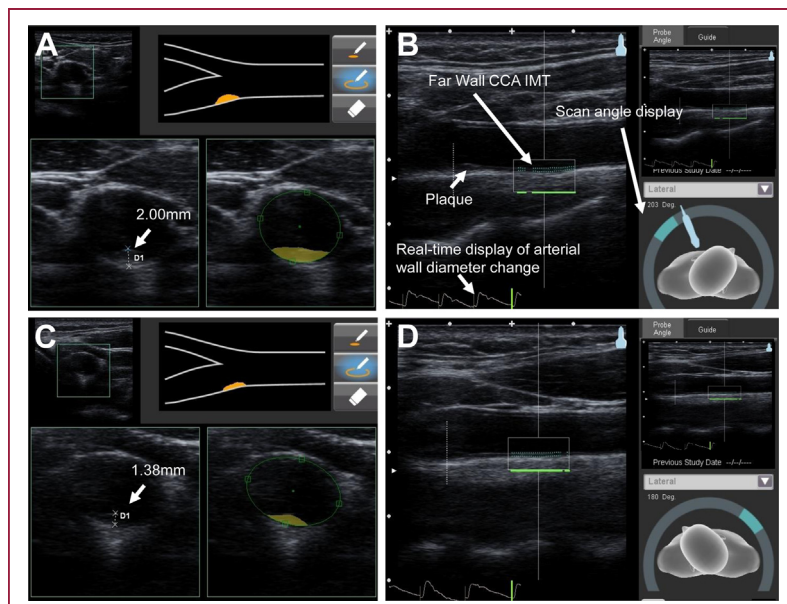 A
2.00mm
D1
B
Probe
Angle
Guide
Far Wall CCA IMT
Scan angle display
Plaque
Real-time display of arterial
wall diameter change
Previous Study Date --/--/----
Lateral
203 Deg.
C
1.38mm
D1
D
Probe
Angle
Guide
Previous Study Date --/--/----
Lateral
180 Deg.